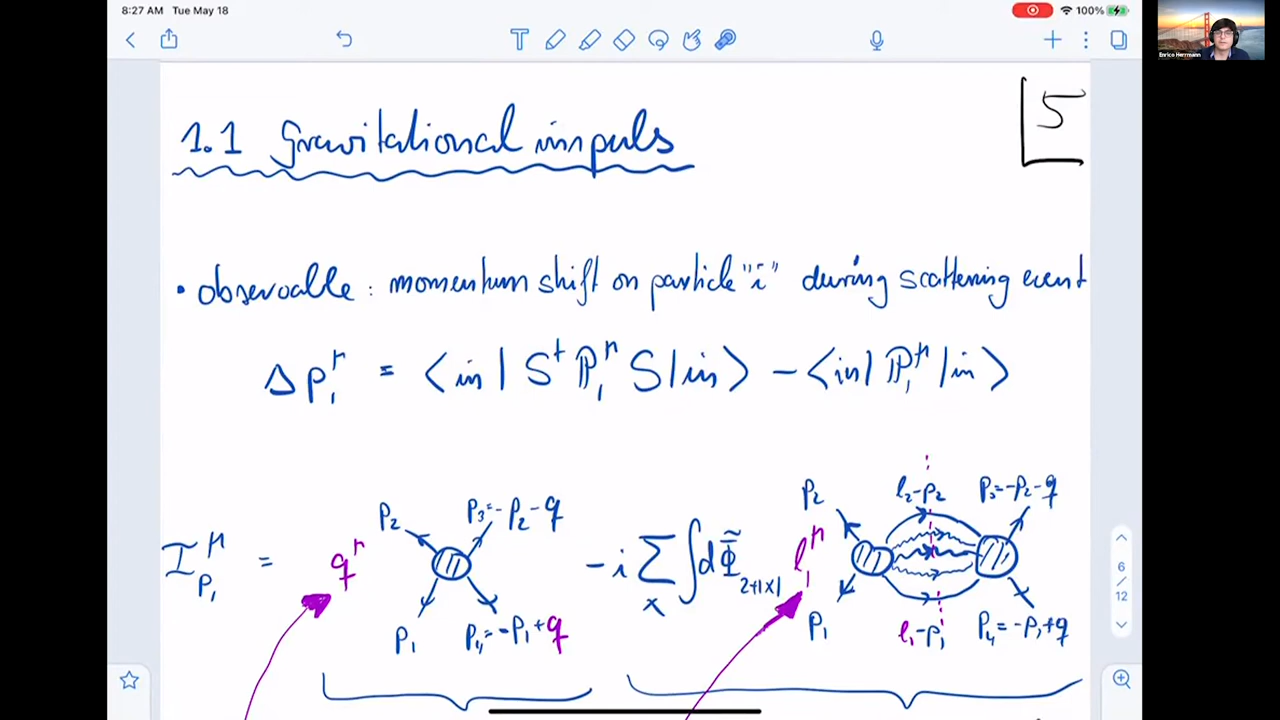 8:27 AM Tue May 18
100%
Enrico Herrmann
1.1 Gravitational impuls
5
• observable: momentum shift on particle "i" during scattering event
Δp₁^μ = ⟨in| S† ℙ₁^μ S |in⟩ − ⟨in| ℙ₁^μ |in⟩
p₂ p₃=-p₂-q p₂ l₂-p₂ p₃=-p₂-q
I_{p₁}^μ = q^μ − i Σ_X ∫ dΦ̃_{2+|X|} l₁^μ
p₁ p₄=-p₁+q p₁ l₁-p₁ p₄=-p₁+q
6
/
12